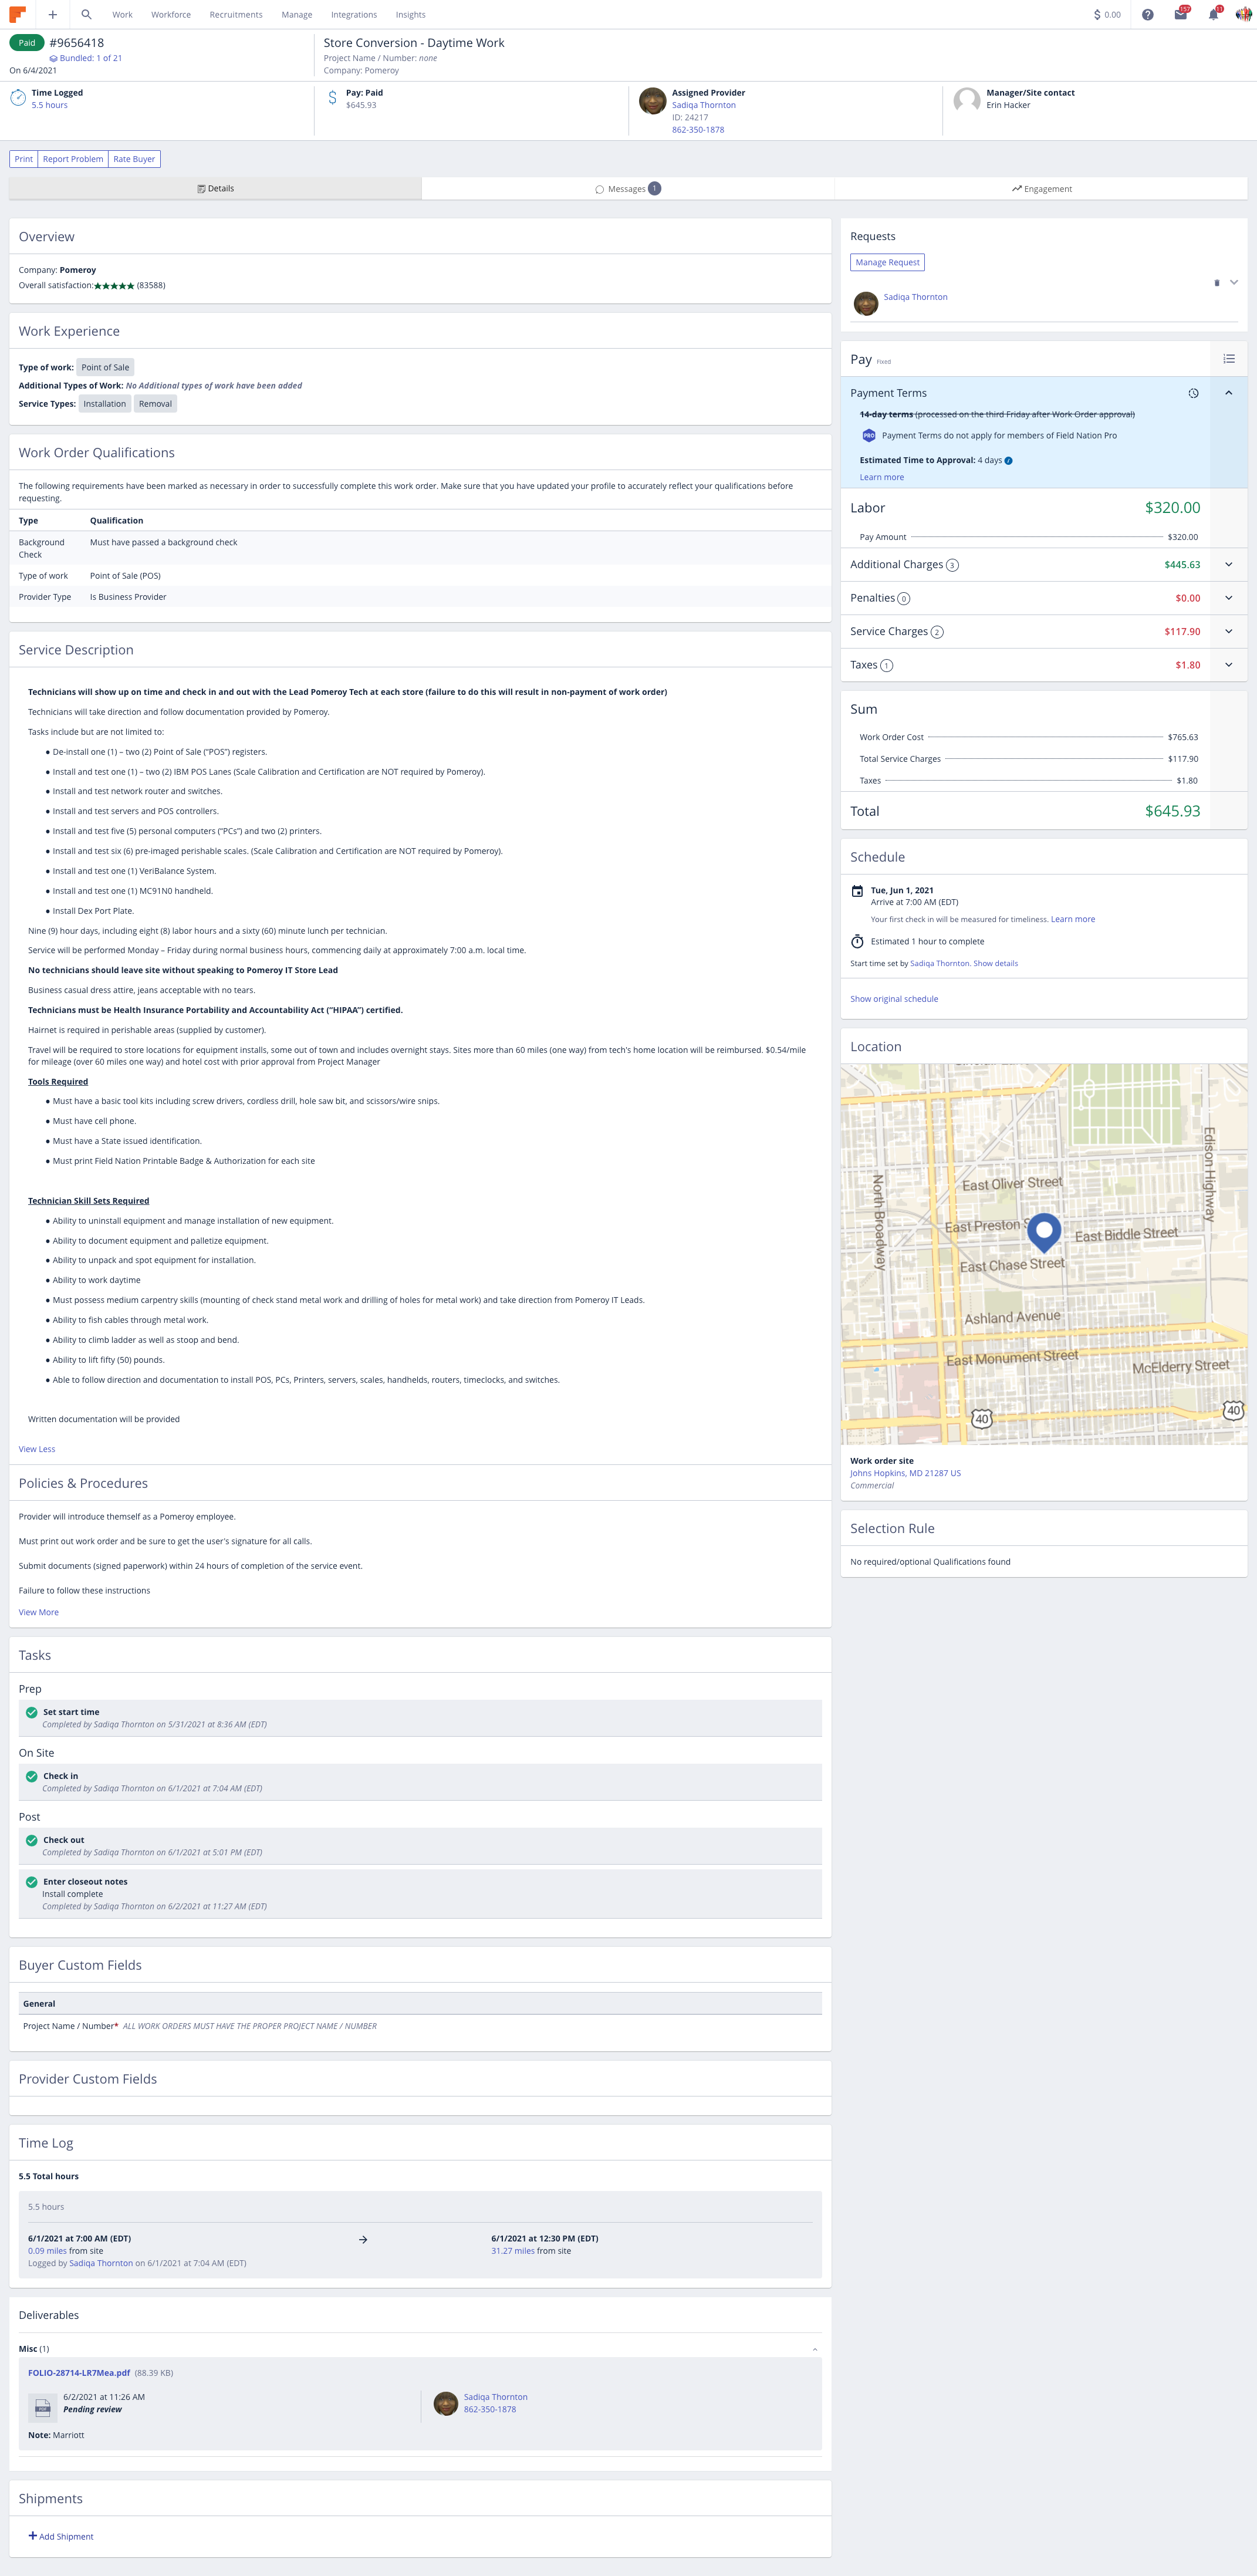 Work Workforce Recruitments Manage Integrations Insights
$ 0.00 157 11
Paid #9656418
Bundled: 1 of 21
On 6/4/2021
Store Conversion - Daytime Work
Project Name / Number: none
Company: Pomeroy
Time Logged
5.5 hours
Pay: Paid
$645.93
Assigned Provider
Sadiqa Thornton
ID: 24217
862-350-1878
Manager/Site contact
Erin Hacker
Print Report Problem Rate Buyer
Details Messages 1 Engagement
Overview
Company: Pomeroy
Overall satisfaction:★★★★★ (83588)
Work Experience
Type of work: Point of Sale
Additional Types of Work: No Additional types of work have been added
Service Types: Installation Removal
Work Order Qualifications
The following requirements have been marked as necessary in order to successfully complete this work order. Make sure that you have updated your profile to accurately reflect your qualifications before
requesting.
Type Qualification
Background
Check
Must have passed a background check
Type of work Point of Sale (POS)
Provider Type Is Business Provider
Service Description
Technicians will show up on time and check in and out with the Lead Pomeroy Tech at each store (failure to do this will result in non-payment of work order)
Technicians will take direction and follow documentation provided by Pomeroy.
Tasks include but are not limited to:
● De-install one (1) – two (2) Point of Sale (“POS”) registers.
● Install and test one (1) – two (2) IBM POS Lanes (Scale Calibration and Certification are NOT required by Pomeroy).
● Install and test network router and switches.
● Install and test servers and POS controllers.
● Install and test five (5) personal computers (“PCs”) and two (2) printers.
● Install and test six (6) pre-imaged perishable scales. (Scale Calibration and Certification are NOT required by Pomeroy).
● Install and test one (1) VeriBalance System.
● Install and test one (1) MC91N0 handheld.
● Install Dex Port Plate.
Nine (9) hour days, including eight (8) labor hours and a sixty (60) minute lunch per technician.
Service will be performed Monday – Friday during normal business hours, commencing daily at approximately 7:00 a.m. local time.
No technicians should leave site without speaking to Pomeroy IT Store Lead
Business casual dress attire, jeans acceptable with no tears.
Technicians must be Health Insurance Portability and Accountability Act (“HIPAA”) certified.
Hairnet is required in perishable areas (supplied by customer).
Travel will be required to store locations for equipment installs, some out of town and includes overnight stays. Sites more than 60 miles (one way) from tech's home location will be reimbursed. $0.54/mile
for mileage (over 60 miles one way) and hotel cost with prior approval from Project Manager
Tools Required
● Must have a basic tool kits including screw drivers, cordless drill, hole saw bit, and scissors/wire snips.
● Must have cell phone.
● Must have a State issued identification.
● Must print Field Nation Printable Badge & Authorization for each site
Technician Skill Sets Required
● Ability to uninstall equipment and manage installation of new equipment.
● Ability to document equipment and palletize equipment.
● Ability to unpack and spot equipment for installation.
● Ability to work daytime
● Must possess medium carpentry skills (mounting of check stand metal work and drilling of holes for metal work) and take direction from Pomeroy IT Leads.
● Ability to fish cables through metal work.
● Ability to climb ladder as well as stoop and bend.
● Ability to lift fifty (50) pounds.
● Able to follow direction and documentation to install POS, PCs, Printers, servers, scales, handhelds, routers, timeclocks, and switches.
Written documentation will be provided
View Less
Policies & Procedures
Provider will introduce themself as a Pomeroy employee.
Must print out work order and be sure to get the user's signature for all calls.
Submit documents (signed paperwork) within 24 hours of completion of the service event.
Failure to follow these instructions
View More
Tasks
Prep
Set start time
Completed by Sadiqa Thornton on 5/31/2021 at 8:36 AM (EDT)
On Site
Check in
Completed by Sadiqa Thornton on 6/1/2021 at 7:04 AM (EDT)
Post
Check out
Completed by Sadiqa Thornton on 6/1/2021 at 5:01 PM (EDT)
Enter closeout notes
Install complete
Completed by Sadiqa Thornton on 6/2/2021 at 11:27 AM (EDT)
Buyer Custom Fields
General
Project Name / Number* ALL WORK ORDERS MUST HAVE THE PROPER PROJECT NAME / NUMBER
Provider Custom Fields
Time Log
5.5 Total hours
5.5 hours
6/1/2021 at 7:00 AM (EDT)
0.09 miles from site
Logged by Sadiqa Thornton on 6/1/2021 at 7:04 AM (EDT)
6/1/2021 at 12:30 PM (EDT)
31.27 miles from site
Deliverables
Misc (1)
FOLIO-28714-LR7Mea.pdf (88.39 KB)
6/2/2021 at 11:26 AM
Pending review
Sadiqa Thornton
862-350-1878
Note: Marriott
Shipments
Add Shipment
Requests
Manage Request
Sadiqa Thornton
Pay Fixed
Payment Terms
14-day terms (processed on the third Friday after Work Order approval)
PRO Payment Terms do not apply for members of Field Nation Pro
Estimated Time to Approval: 4 days
Learn more
Labor $320.00
Pay Amount $320.00
Additional Charges 3 $445.63
Penalties 0 $0.00
Service Charges 2 $117.90
Taxes 1 $1.80
Sum
Work Order Cost $765.63
Total Service Charges $117.90
Taxes $1.80
Total $645.93
Schedule
Tue, Jun 1, 2021
Arrive at 7:00 AM (EDT)
Your first check in will be measured for timeliness. Learn more
Estimated 1 hour to complete
Start time set by Sadiqa Thornton. Show details
Show original schedule
Location
Edison Highway
North Broadway
East Oliver Street
East Preston S
East Biddle Street
East Chase Street
Ashland Avenue
East Monument Street
McElderry Street
40
40
Work order site
Johns Hopkins, MD 21287 US
Commercial
Selection Rule
No required/optional Qualifications found